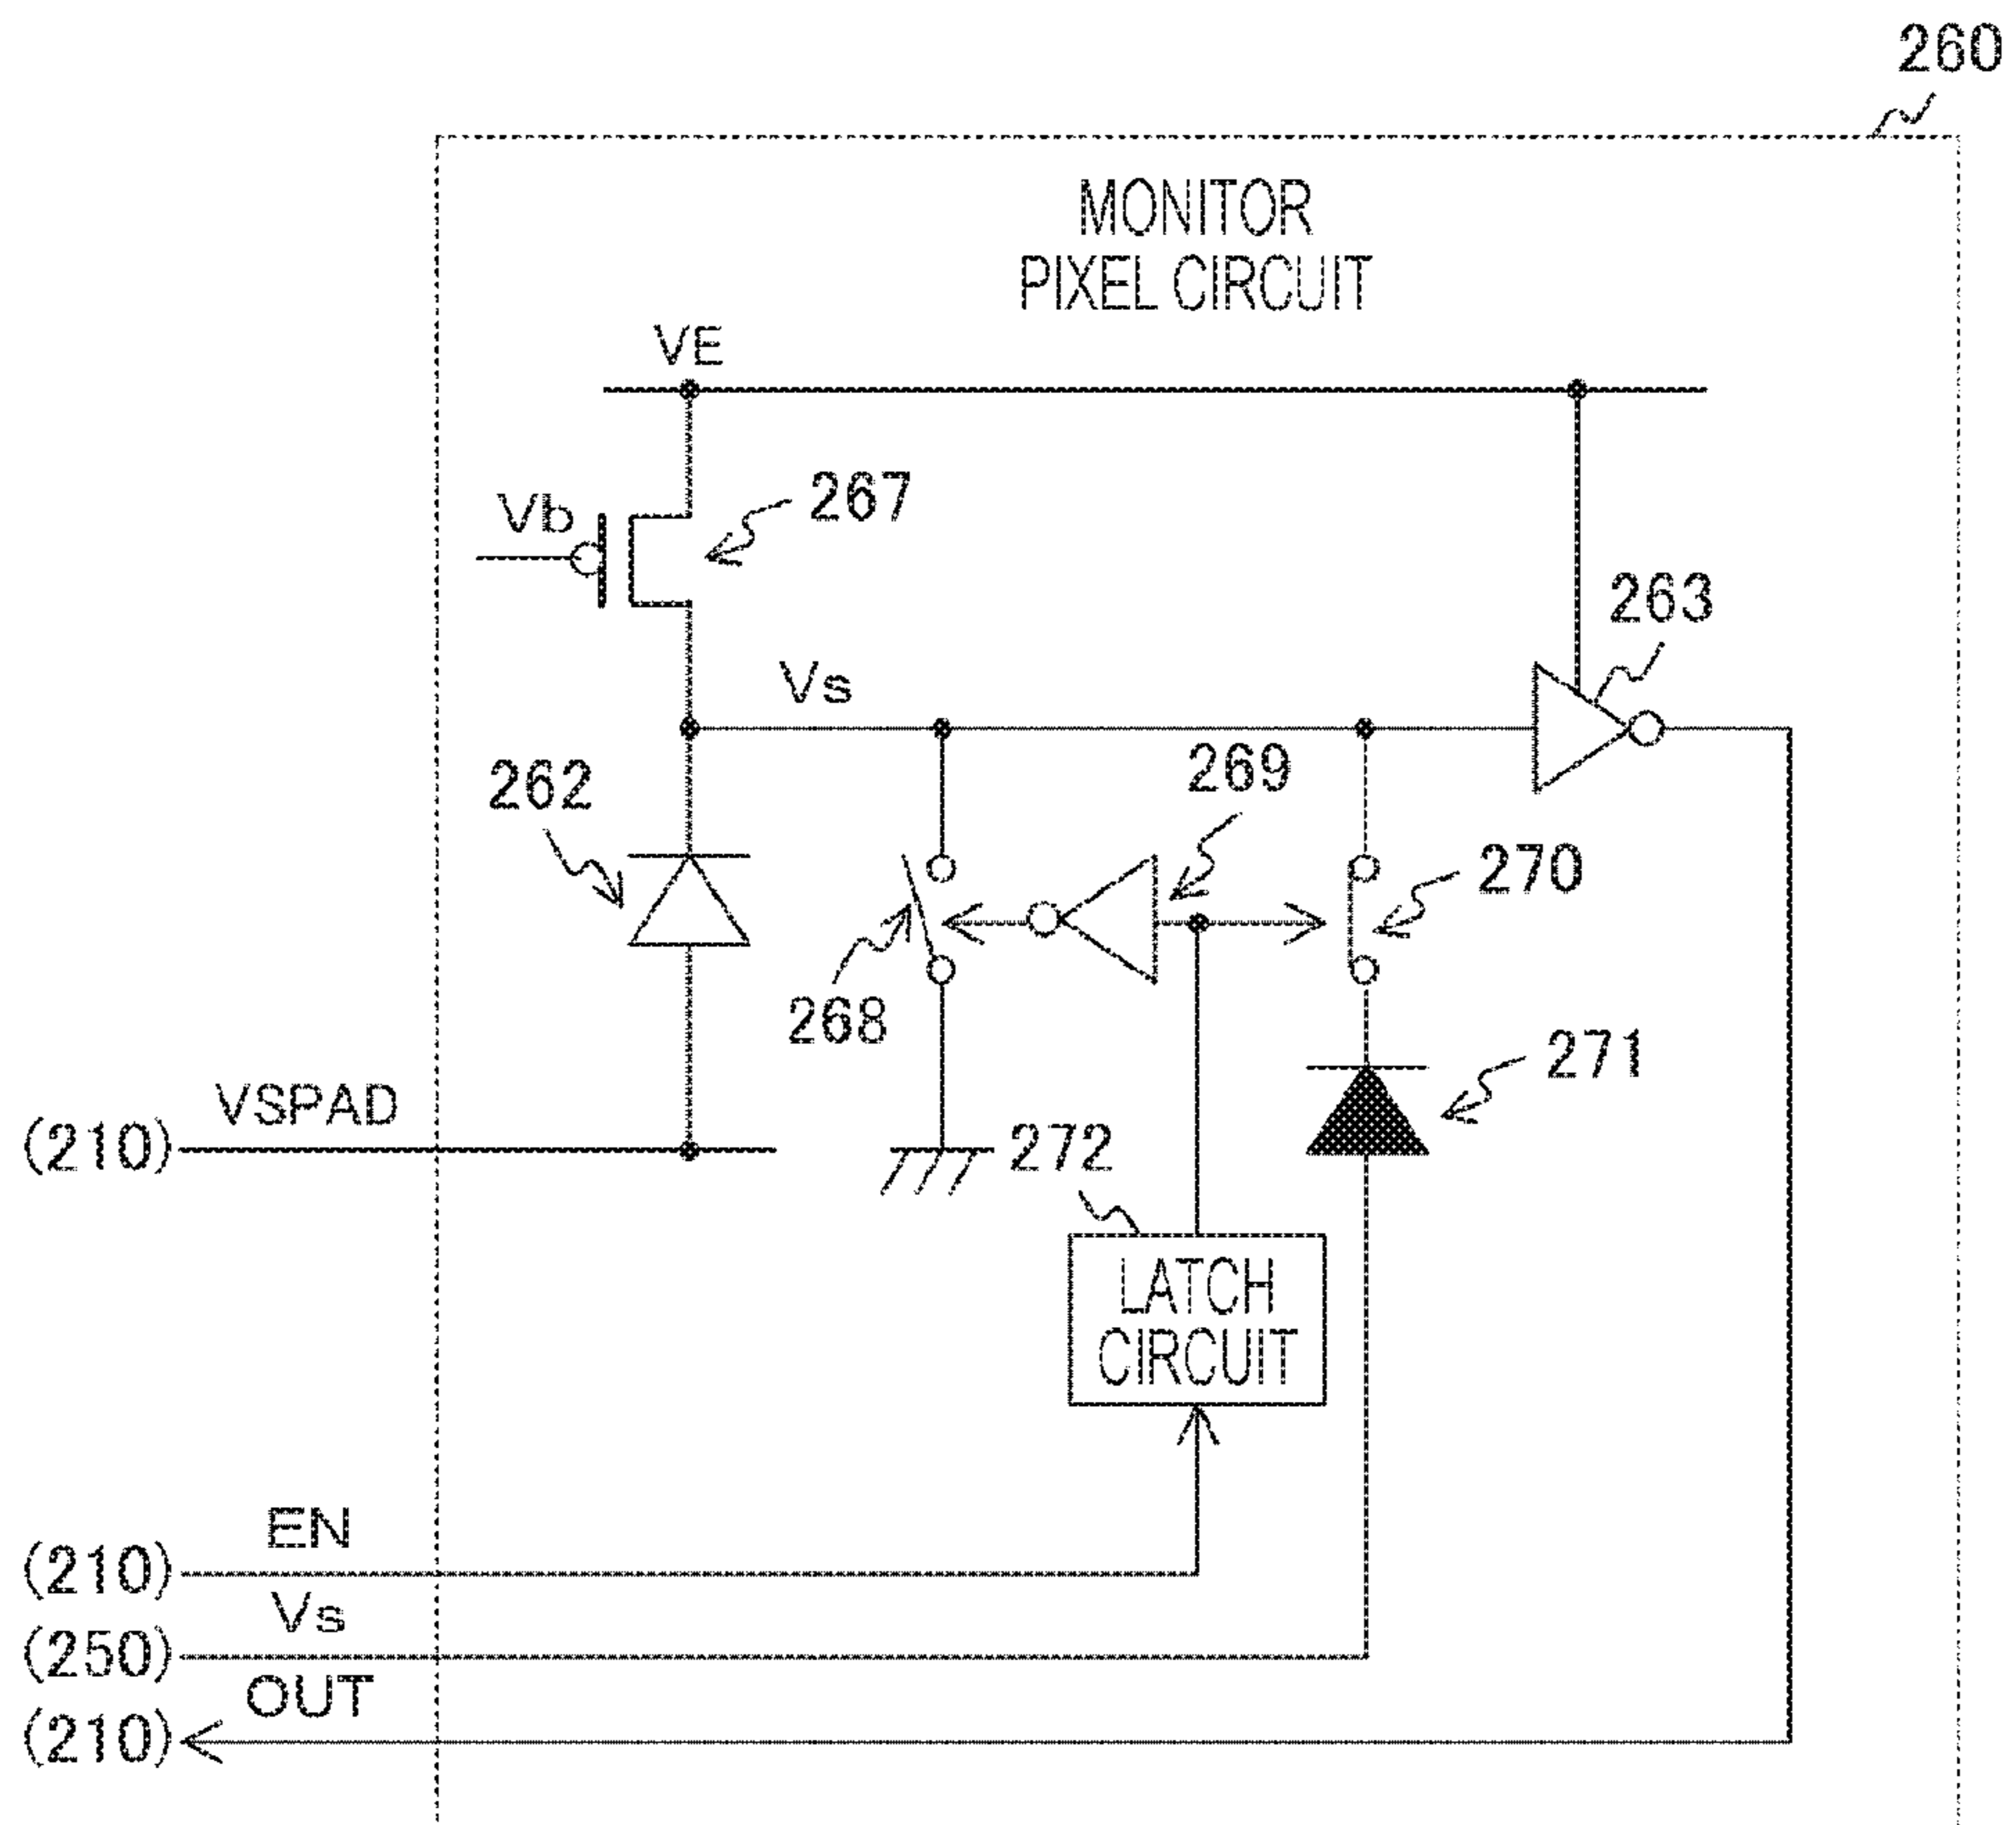 260
MONITOR
PIXEL CIRCUIT
VE
Vb
267
263
Vs
262
269
270
268
271
VSPAD
(210)
272
LATCH
CIRCUIT
EN
(210)
Vs
(250)
OUT
(210)